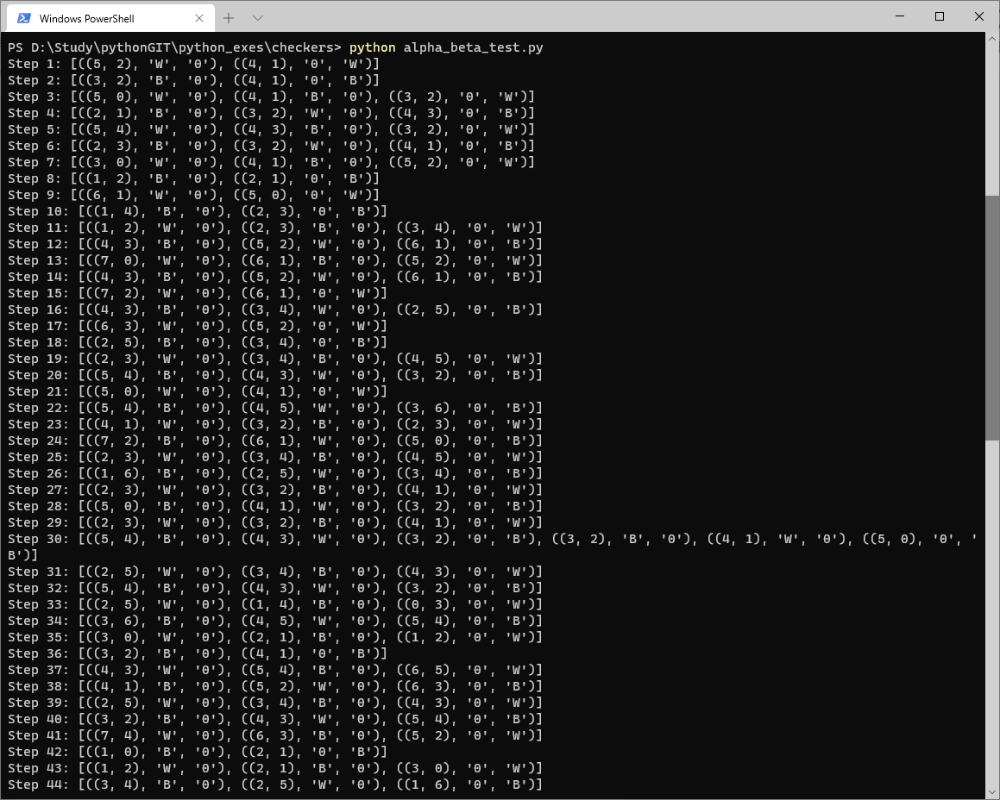 Windows PowerShell
PS D:\Study\pythonGIT\python_exes\checkers> python alpha_beta_test.py
Step 1: [((5, 2), 'W', '0'), ((4, 1), '0', 'W')]
Step 2: [((3, 2), 'B', '0'), ((4, 1), '0', 'B')]
Step 3: [((5, 0), 'W', '0'), ((4, 1), 'B', '0'), ((3, 2), '0', 'W')]
Step 4: [((2, 1), 'B', '0'), ((3, 2), 'W', '0'), ((4, 3), '0', 'B')]
Step 5: [((5, 4), 'W', '0'), ((4, 3), 'B', '0'), ((3, 2), '0', 'W')]
Step 6: [((2, 3), 'B', '0'), ((3, 2), 'W', '0'), ((4, 1), '0', 'B')]
Step 7: [((3, 0), 'W', '0'), ((4, 1), 'B', '0'), ((5, 2), '0', 'W')]
Step 8: [((1, 2), 'B', '0'), ((2, 1), '0', 'B')]
Step 9: [((6, 1), 'W', '0'), ((5, 0), '0', 'W')]
Step 10: [((1, 4), 'B', '0'), ((2, 3), '0', 'B')]
Step 11: [((1, 2), 'W', '0'), ((2, 3), 'B', '0'), ((3, 4), '0', 'W')]
Step 12: [((4, 3), 'B', '0'), ((5, 2), 'W', '0'), ((6, 1), '0', 'B')]
Step 13: [((7, 0), 'W', '0'), ((6, 1), 'B', '0'), ((5, 2), '0', 'W')]
Step 14: [((4, 3), 'B', '0'), ((5, 2), 'W', '0'), ((6, 1), '0', 'B')]
Step 15: [((7, 2), 'W', '0'), ((6, 1), '0', 'W')]
Step 16: [((4, 3), 'B', '0'), ((3, 4), 'W', '0'), ((2, 5), '0', 'B')]
Step 17: [((6, 3), 'W', '0'), ((5, 2), '0', 'W')]
Step 18: [((2, 5), 'B', '0'), ((3, 4), '0', 'B')]
Step 19: [((2, 3), 'W', '0'), ((3, 4), 'B', '0'), ((4, 5), '0', 'W')]
Step 20: [((5, 4), 'B', '0'), ((4, 3), 'W', '0'), ((3, 2), '0', 'B')]
Step 21: [((5, 0), 'W', '0'), ((4, 1), '0', 'W')]
Step 22: [((5, 4), 'B', '0'), ((4, 5), 'W', '0'), ((3, 6), '0', 'B')]
Step 23: [((4, 1), 'W', '0'), ((3, 2), 'B', '0'), ((2, 3), '0', 'W')]
Step 24: [((7, 2), 'B', '0'), ((6, 1), 'W', '0'), ((5, 0), '0', 'B')]
Step 25: [((2, 3), 'W', '0'), ((3, 4), 'B', '0'), ((4, 5), '0', 'W')]
Step 26: [((1, 6), 'B', '0'), ((2, 5), 'W', '0'), ((3, 4), '0', 'B')]
Step 27: [((2, 3), 'W', '0'), ((3, 2), 'B', '0'), ((4, 1), '0', 'W')]
Step 28: [((5, 0), 'B', '0'), ((4, 1), 'W', '0'), ((3, 2), '0', 'B')]
Step 29: [((2, 3), 'W', '0'), ((3, 2), 'B', '0'), ((4, 1), '0', 'W')]
Step 30: [((5, 4), 'B', '0'), ((4, 3), 'W', '0'), ((3, 2), '0', 'B'), ((3, 2), 'B', '0'), ((4, 1), 'W', '0'), ((5, 0), '0', '
B')]
Step 31: [((2, 5), 'W', '0'), ((3, 4), 'B', '0'), ((4, 3), '0', 'W')]
Step 32: [((5, 4), 'B', '0'), ((4, 3), 'W', '0'), ((3, 2), '0', 'B')]
Step 33: [((2, 5), 'W', '0'), ((1, 4), 'B', '0'), ((0, 3), '0', 'W')]
Step 34: [((3, 6), 'B', '0'), ((4, 5), 'W', '0'), ((5, 4), '0', 'B')]
Step 35: [((3, 0), 'W', '0'), ((2, 1), 'B', '0'), ((1, 2), '0', 'W')]
Step 36: [((3, 2), 'B', '0'), ((4, 1), '0', 'B')]
Step 37: [((4, 3), 'W', '0'), ((5, 4), 'B', '0'), ((6, 5), '0', 'W')]
Step 38: [((4, 1), 'B', '0'), ((5, 2), 'W', '0'), ((6, 3), '0', 'B')]
Step 39: [((2, 5), 'W', '0'), ((3, 4), 'B', '0'), ((4, 3), '0', 'W')]
Step 40: [((3, 2), 'B', '0'), ((4, 3), 'W', '0'), ((5, 4), '0', 'B')]
Step 41: [((7, 4), 'W', '0'), ((6, 3), 'B', '0'), ((5, 2), '0', 'W')]
Step 42: [((1, 0), 'B', '0'), ((2, 1), '0', 'B')]
Step 43: [((1, 2), 'W', '0'), ((2, 1), 'B', '0'), ((3, 0), '0', 'W')]
Step 44: [((3, 4), 'B', '0'), ((2, 5), 'W', '0'), ((1, 6), '0', 'B')]